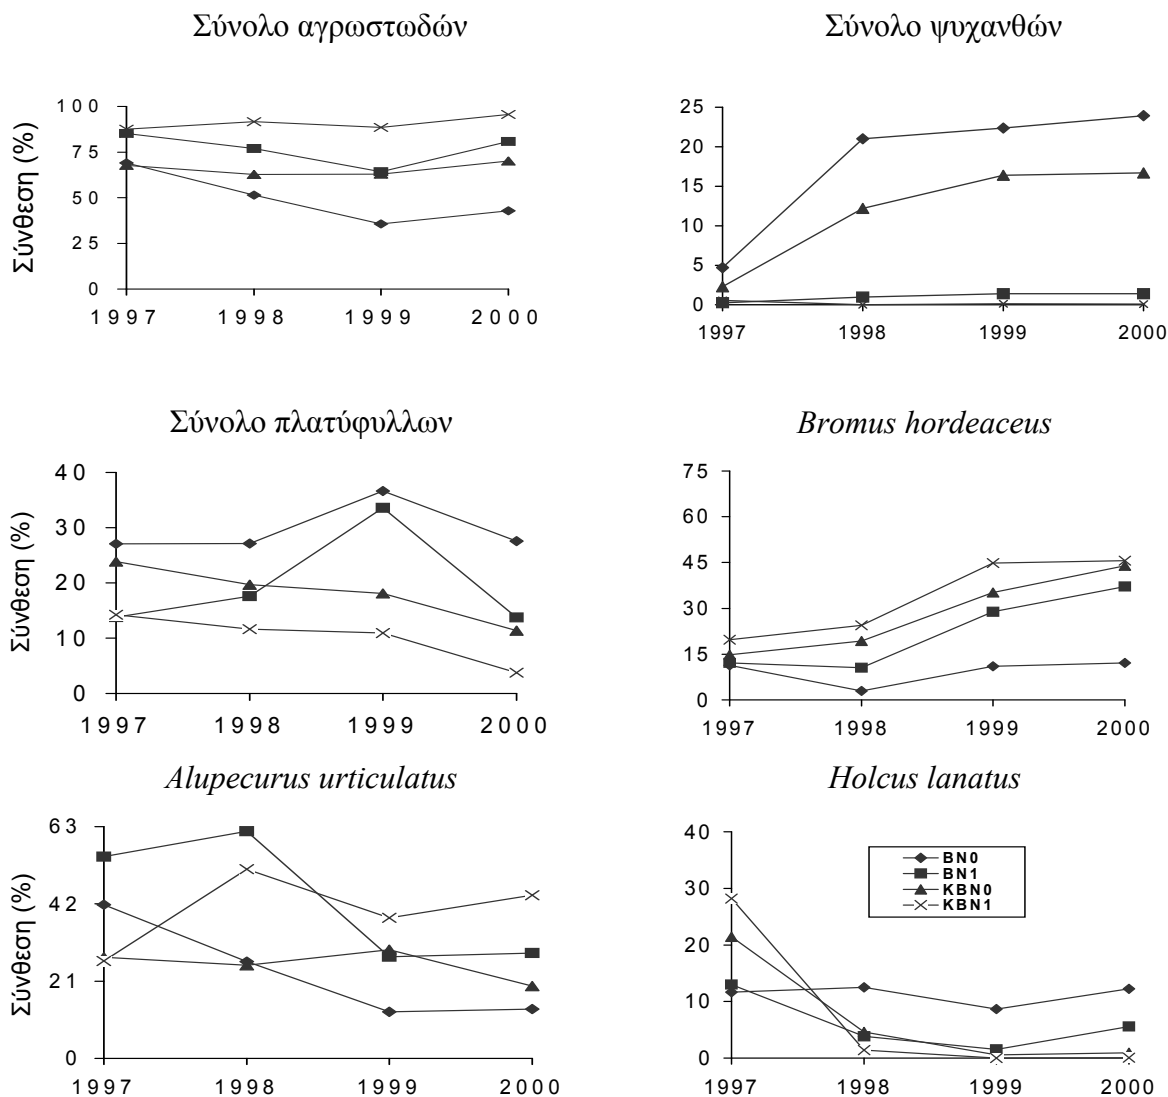 Σύνολο αγρωστωδών
Σύνθεση (%)
100
75
50
25
0
1997 1998 1999 2000
Σύνολο ψυχανθών
25
20
15
10
5
0
1997 1998 1999 2000
Σύνολο πλατύφυλλων
Σύνθεση (%)
40
30
20
10
0
1997 1998 1999 2000
Bromus hordeaceus
75
60
45
30
15
0
1997 1998 1999 2000
Alupecurus urticulatus
Σύνθεση (%)
63
42
21
0
1997 1998 1999 2000
Holcus lanatus
40
30
20
10
0
BN0
BN1
KBN0
KBN1
1997 1998 1999 2000